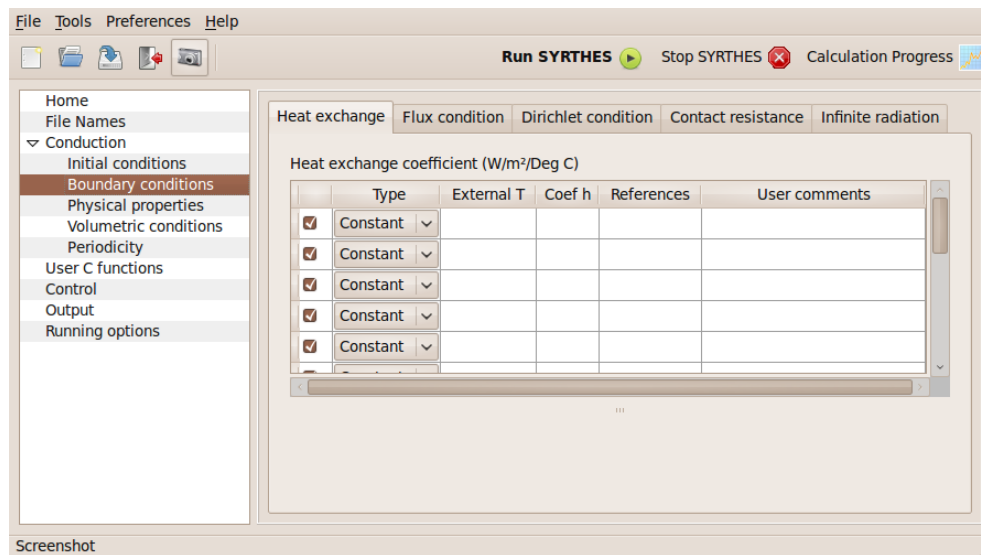 File Tools Preferences Help
Run SYRTHES Stop SYRTHES Calculation Progress
Home
File Names
Conduction
Initial conditions
Boundary conditions
Physical properties
Volumetric conditions
Periodicity
User C functions
Control
Output
Running options
Heat exchange Flux condition Dirichlet condition Contact resistance Infinite radiation
Heat exchange coefficient (W/m²/Deg C)
Type External T Coef h References User comments
Constant
Constant
Constant
Constant
Constant
Screenshot